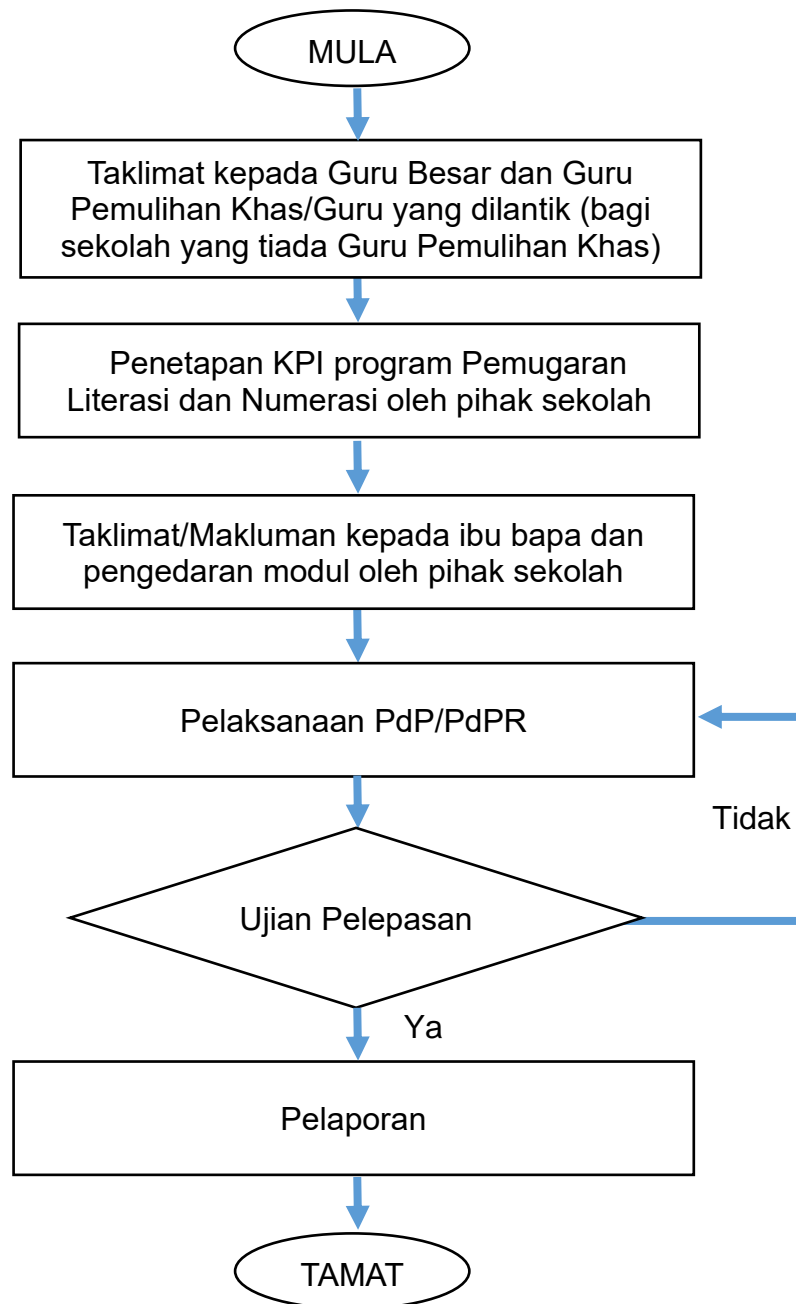 MULA
Taklimat kepada Guru Besar dan Guru
Pemulihan Khas/Guru yang dilantik (bagi
sekolah yang tiada Guru Pemulihan Khas)
Penetapan KPI program Pemugaran
Literasi dan Numerasi oleh pihak sekolah
Taklimat/Makluman kepada ibu bapa dan
pengedaran modul oleh pihak sekolah
Pelaksanaan PdP/PdPR
Tidak
Ujian Pelepasan
Ya
Pelaporan
TAMAT